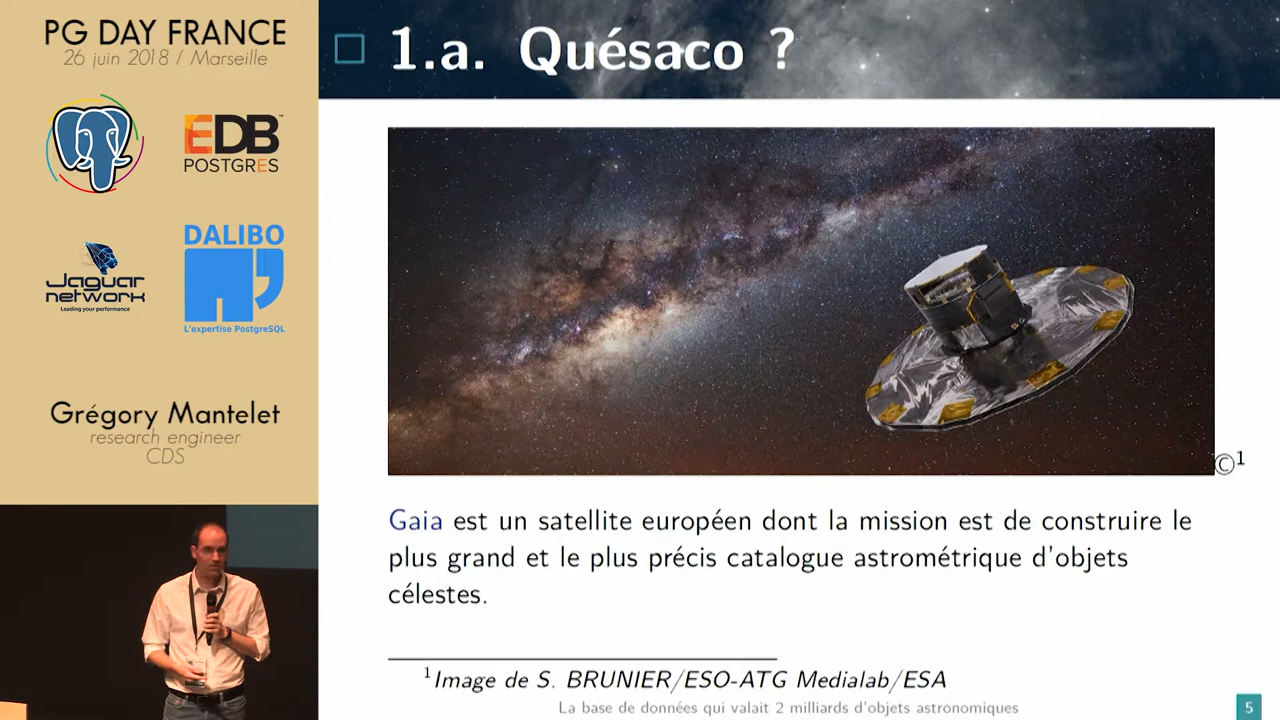 PG DAY FRANCE
26 juin 2018 / Marseille
EDB™
POSTGRES
Jaguar
network
Leading your performance
DALIBO
L'expertise PostgreSQL
Grégory Mantelet
research engineer
CDS
1.a. Quésaco ?
©1
Gaia est un satellite européen dont la mission est de construire le
plus grand et le plus précis catalogue astrométrique d'objets
célestes.
1Image de S. BRUNIER/ESO-ATG Medialab/ESA
La base de données qui valait 2 milliards d'objets astronomiques
5